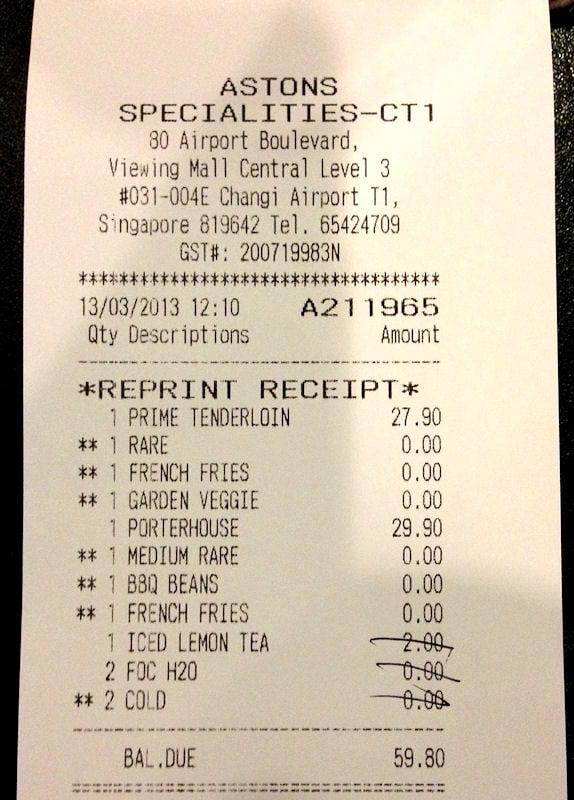 ASTONS
SPECIALITIES-CT1
80 Airport Boulevard,
Viewing Mall Central Level 3
#031-004E Changi Airport T1,
Singapore 819642 Tel. 65424709
GST#: 200719983N
************************************
13/03/2013 12:10 A211965
Qty Descriptions Amount
*REPRINT RECEIPT*
1 PRIME TENDERLOIN 27.90
** 1 RARE 0.00
** 1 FRENCH FRIES 0.00
** 1 GARDEN VEGGIE 0.00
1 PORTERHOUSE 29.90
** 1 MEDIUM RARE 0.00
** 1 BBQ BEANS 0.00
** 1 FRENCH FRIES 0.00
1 ICED LEMON TEA 2.00
2 FOC H2O 0.00
** 2 COLD 0.00
BAL.DUE 59.80